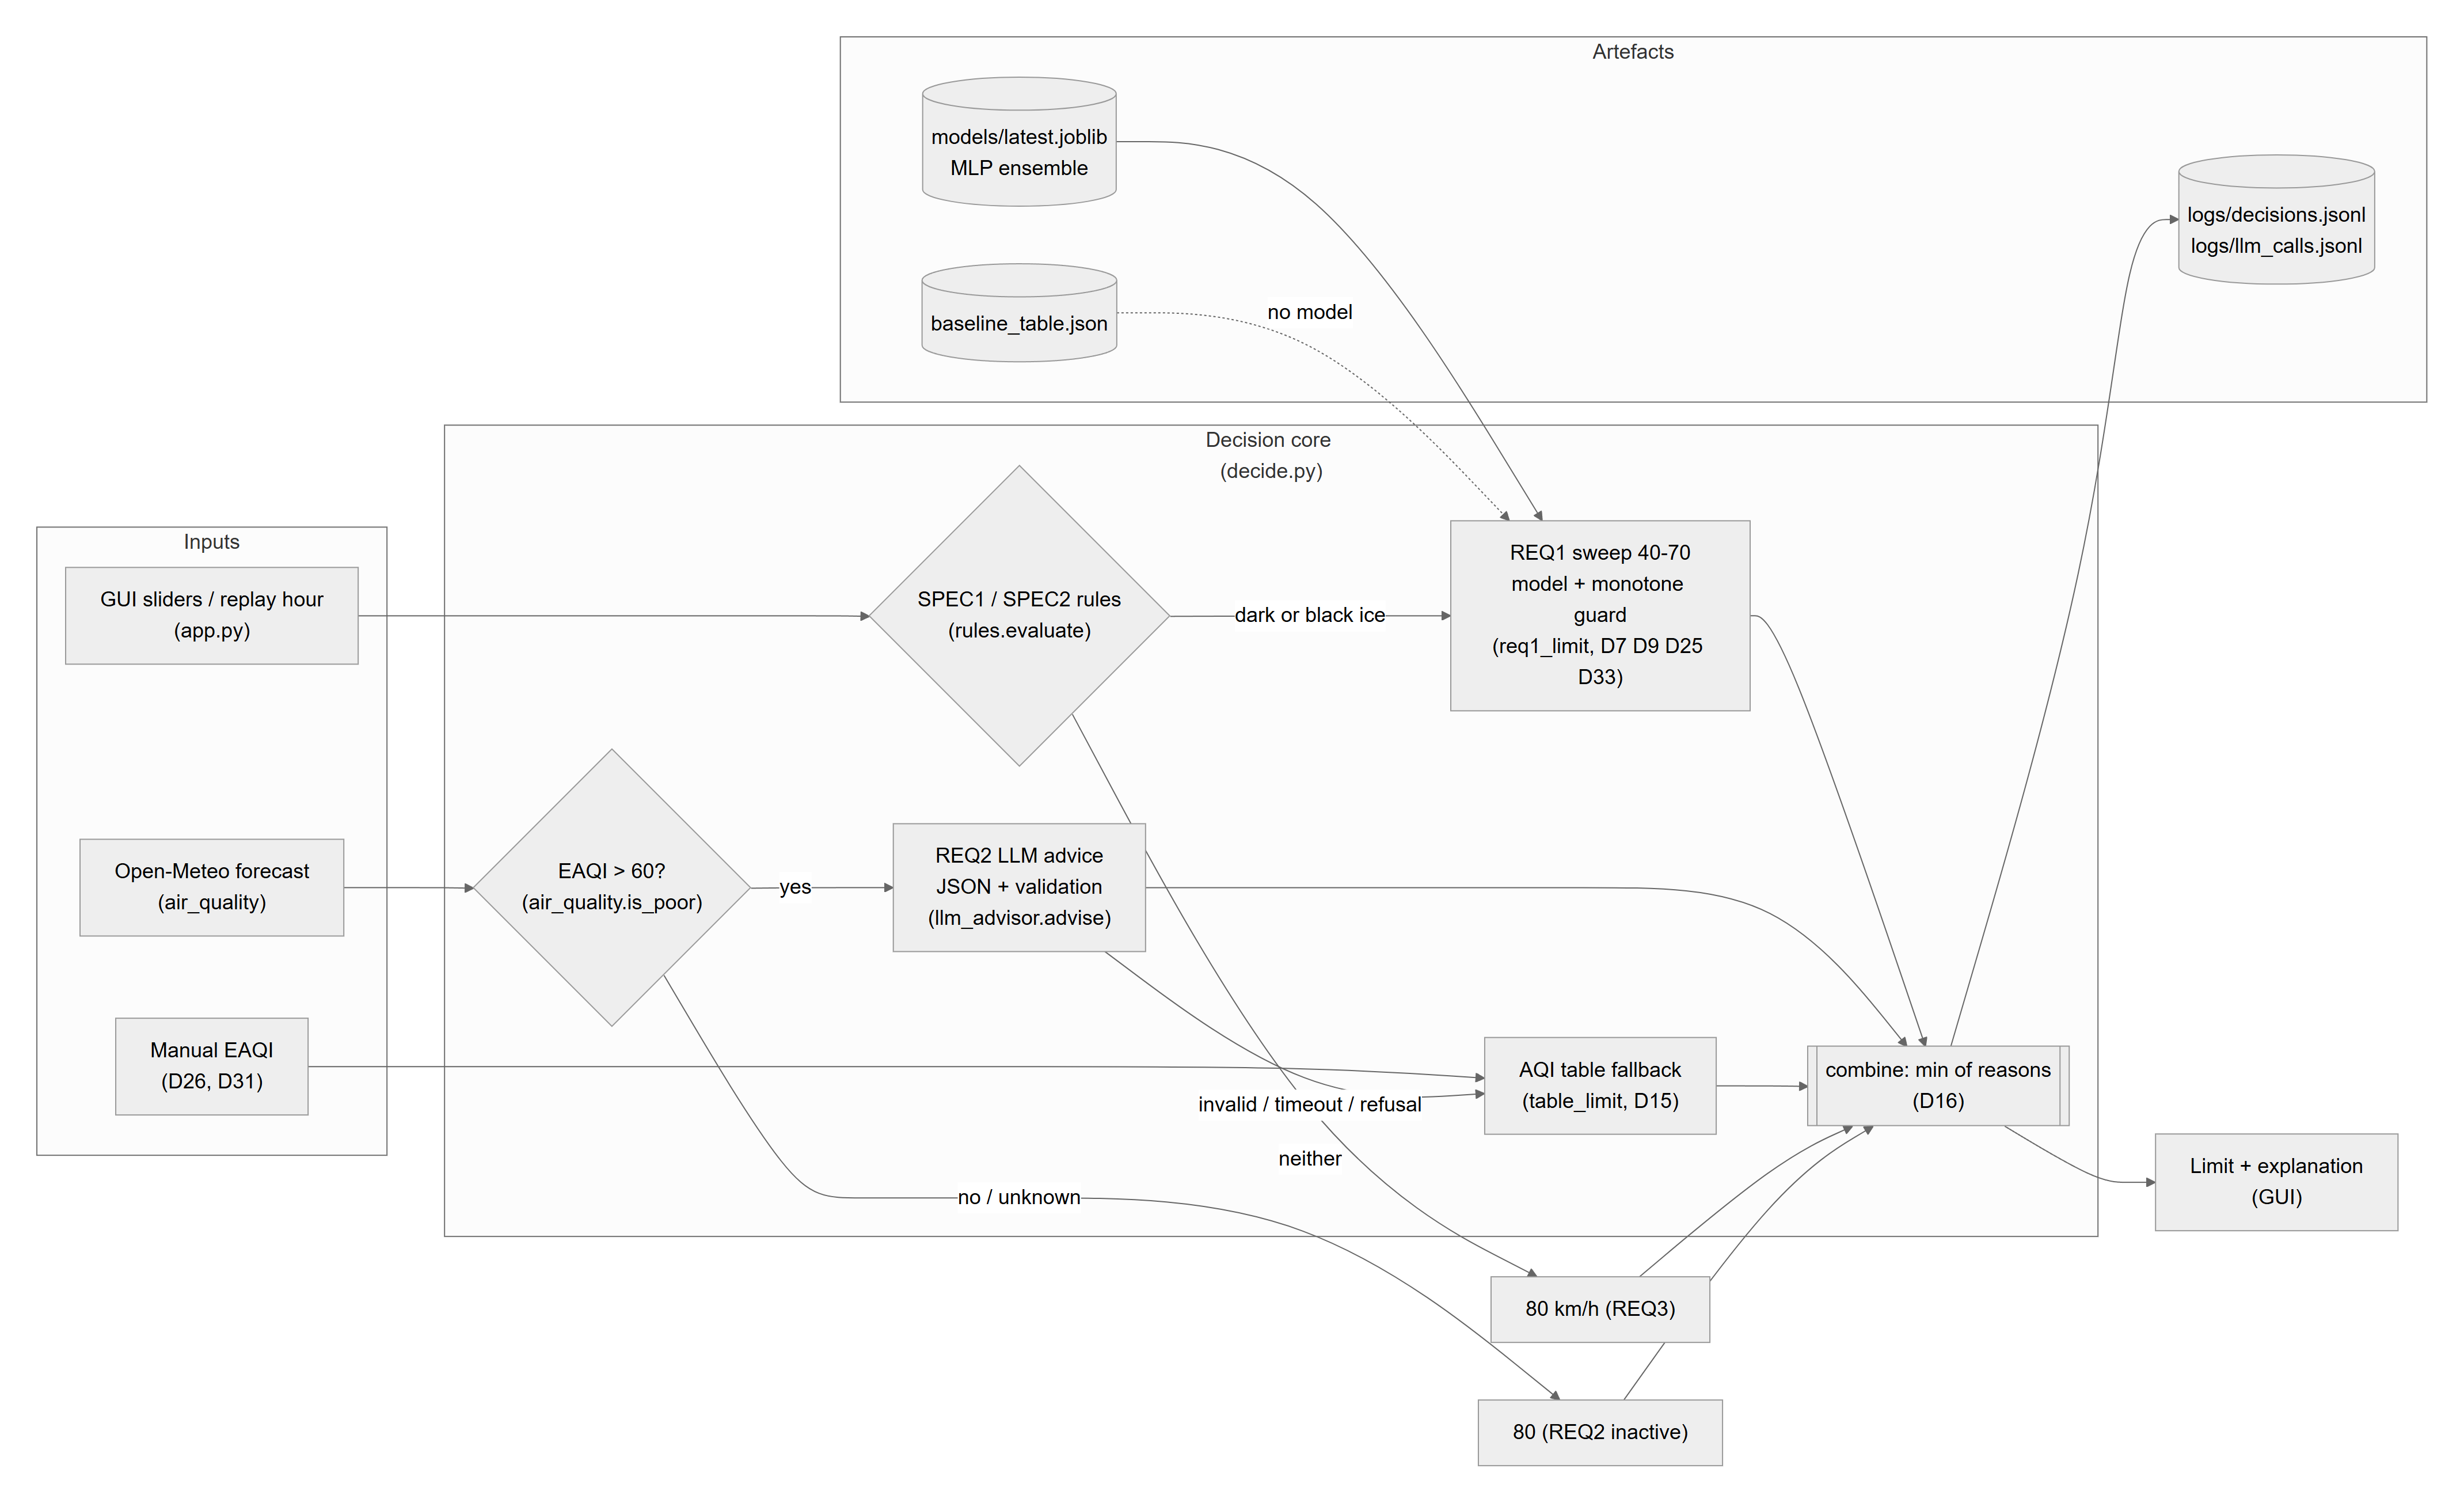 Artefacts
models/latest.joblib
MLP ensemble
logs/decisions.jsonl
logs/llm_calls.jsonl
baseline_table.json
no model
Decision core
(decide.py)
Inputs
GUI sliders / replay hour
(app.py)
SPEC1 / SPEC2 rules
(rules.evaluate)
dark or black ice
REQ1 sweep 40-70
model + monotone
guard
(req1_limit, D7 D9 D25
D33)
Open-Meteo forecast
(air_quality)
EAQI > 60?
(air_quality.is_poor)
yes
REQ2 LLM advice
JSON + validation
(llm_advisor.advise)
Manual EAQI
(D26, D31)
invalid / timeout / refusal
AQI table fallback
(table_limit, D15)
combine: min of reasons
(D16)
neither
no / unknown
Limit + explanation
(GUI)
80 km/h (REQ3)
80 (REQ2 inactive)